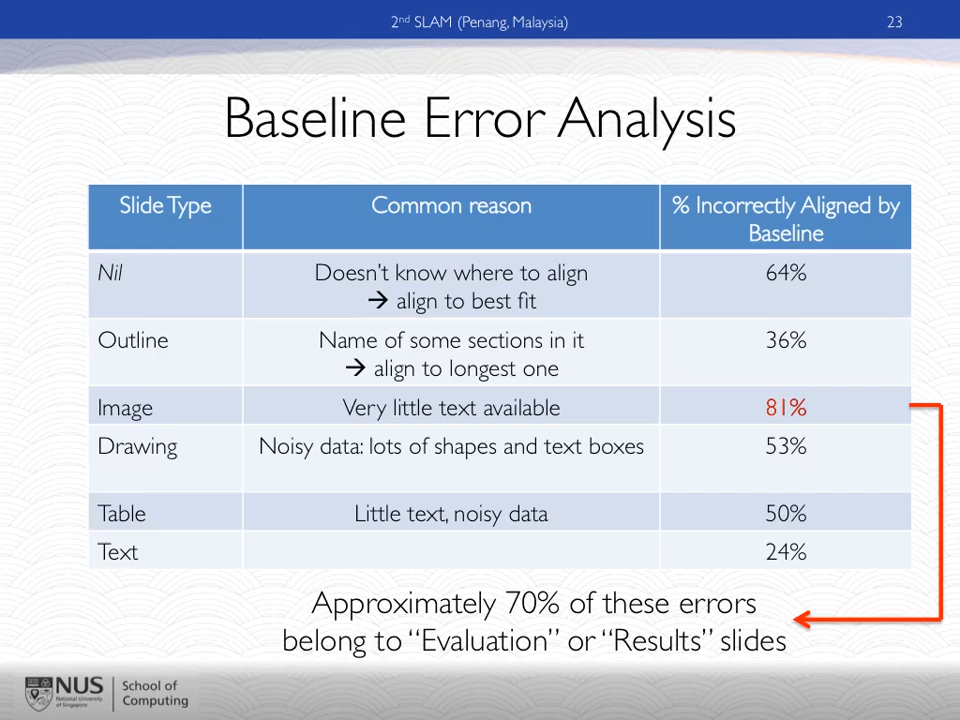 2nd SLAM (Penang, Malaysia)
23
Baseline Error Analysis
Slide Type
Common reason
% Incorrectly Aligned by
Baseline
Nil
Doesn't know where to align
→ align to best fit
64%
Outline
Name of some sections in it
→ align to longest one
36%
Image
Very little text available
81%
Drawing
Noisy data: lots of shapes and text boxes
53%
Table
Little text, noisy data
50%
Text
24%
Approximately 70% of these errors
belong to “Evaluation” or “Results” slides
NUS
National University
of Singapore
School of
Computing